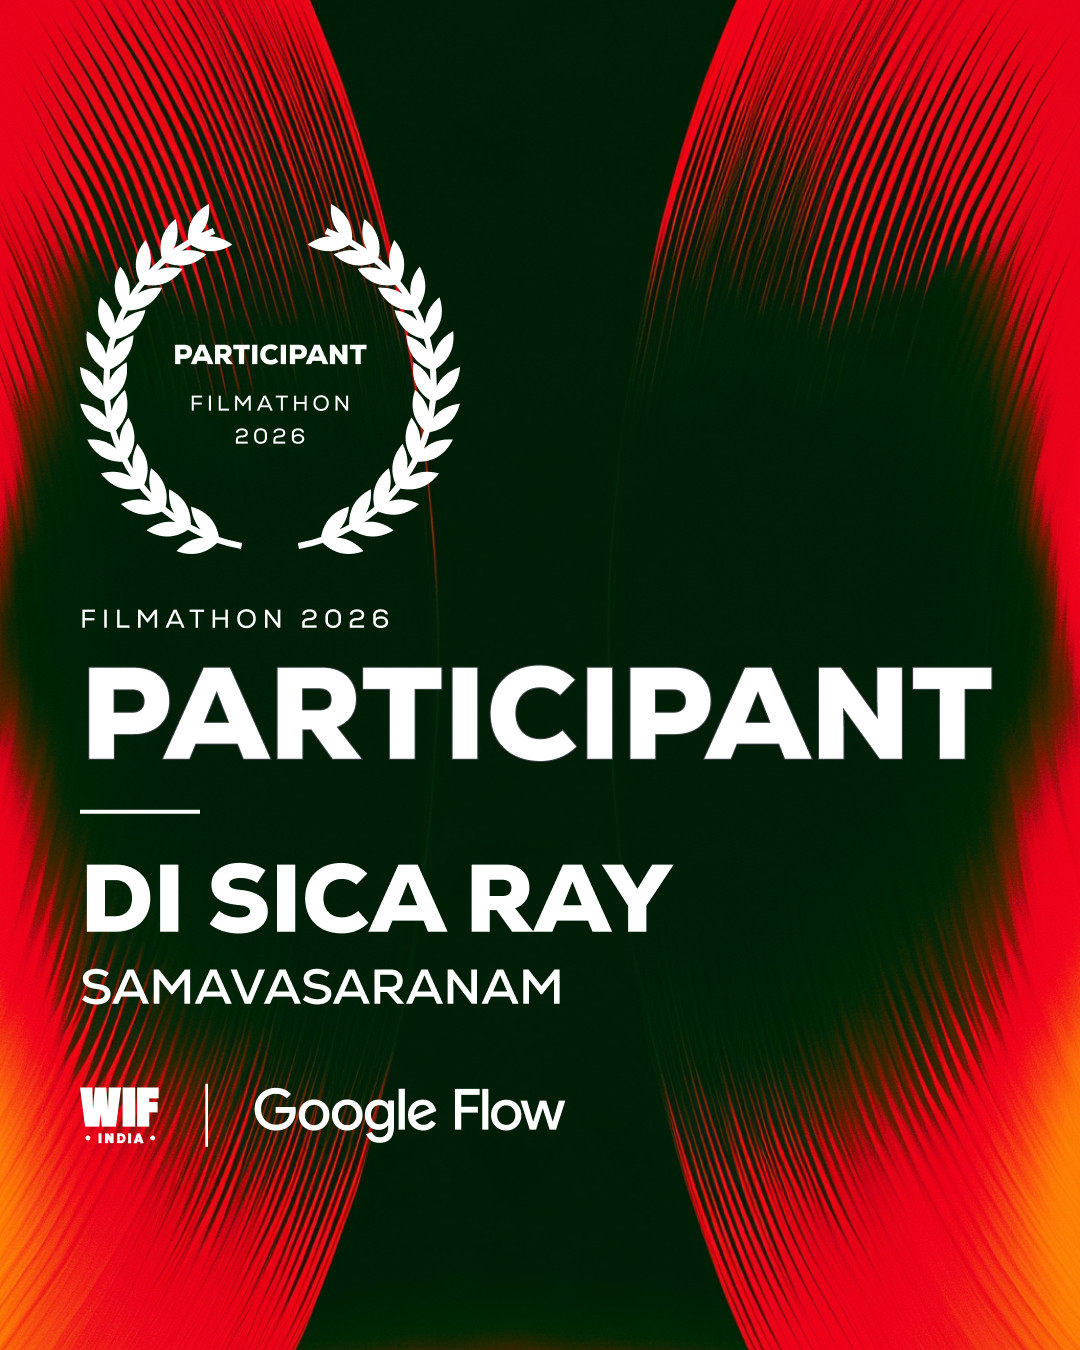 PARTICIPANT
FILMATHON
2026
FILMATHON 2026
PARTICIPANT
DI SICA RAY
SAMAVASARANAM
WIF
• INDIA •
Google Flow